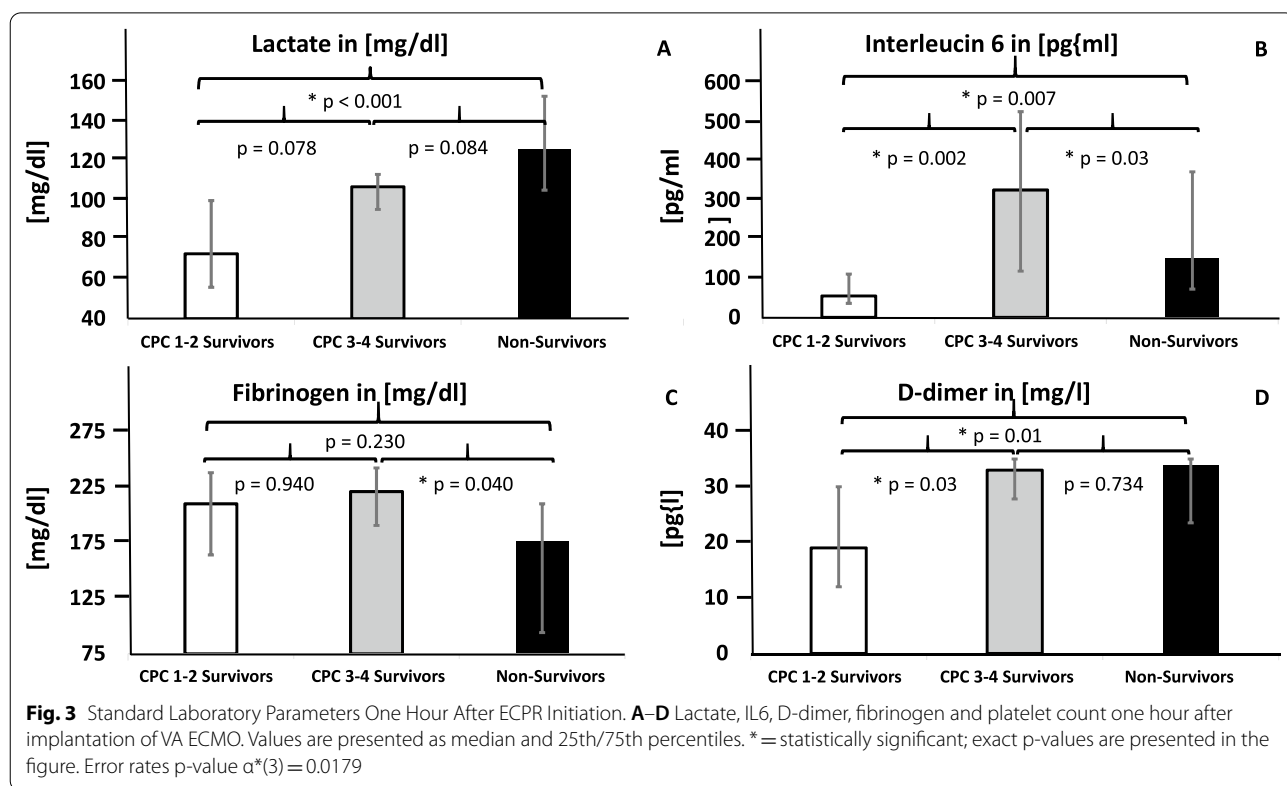 Lactate in [mg/dl]
A
[mg/dl]
160
140
120
100
80
60
40
* p < 0.001
p = 0.078
p = 0.084
CPC 1-2 Survivors
CPC 3-4 Survivors
Non-Survivors
Interleucin 6 in [pg{ml]
B
[pg/ml
]
600
500
400
300
200
100
0
* p = 0.007
* p = 0.002
* p = 0.03
CPC 1-2 Survivors
CPC 3-4 Survivors
Non-Survivors
Fibrinogen in [mg/dl]
C
[mg/dl]
275
225
175
125
75
p = 0.230
p = 0.940
* p = 0.040
CPC 1-2 Survivors
CPC 3-4 Survivors
Non-Survivors
D-dimer in [mg/l]
D
[pg{l]
40
30
20
10
0
* p = 0.01
* p = 0.03
p = 0.734
CPC 1-2 Survivors
CPC 3-4 Survivors
Non-Survivors
Fig. 3 Standard Laboratory Parameters One Hour After ECPR Initiation. A–D Lactate, IL6, D-dimer, fibrinogen and platelet count one hour after
implantation of VA ECMO. Values are presented as median and 25th/75th percentiles. * = statistically significant; exact p-values are presented in the
figure. Error rates p-value α*(3) = 0.0179